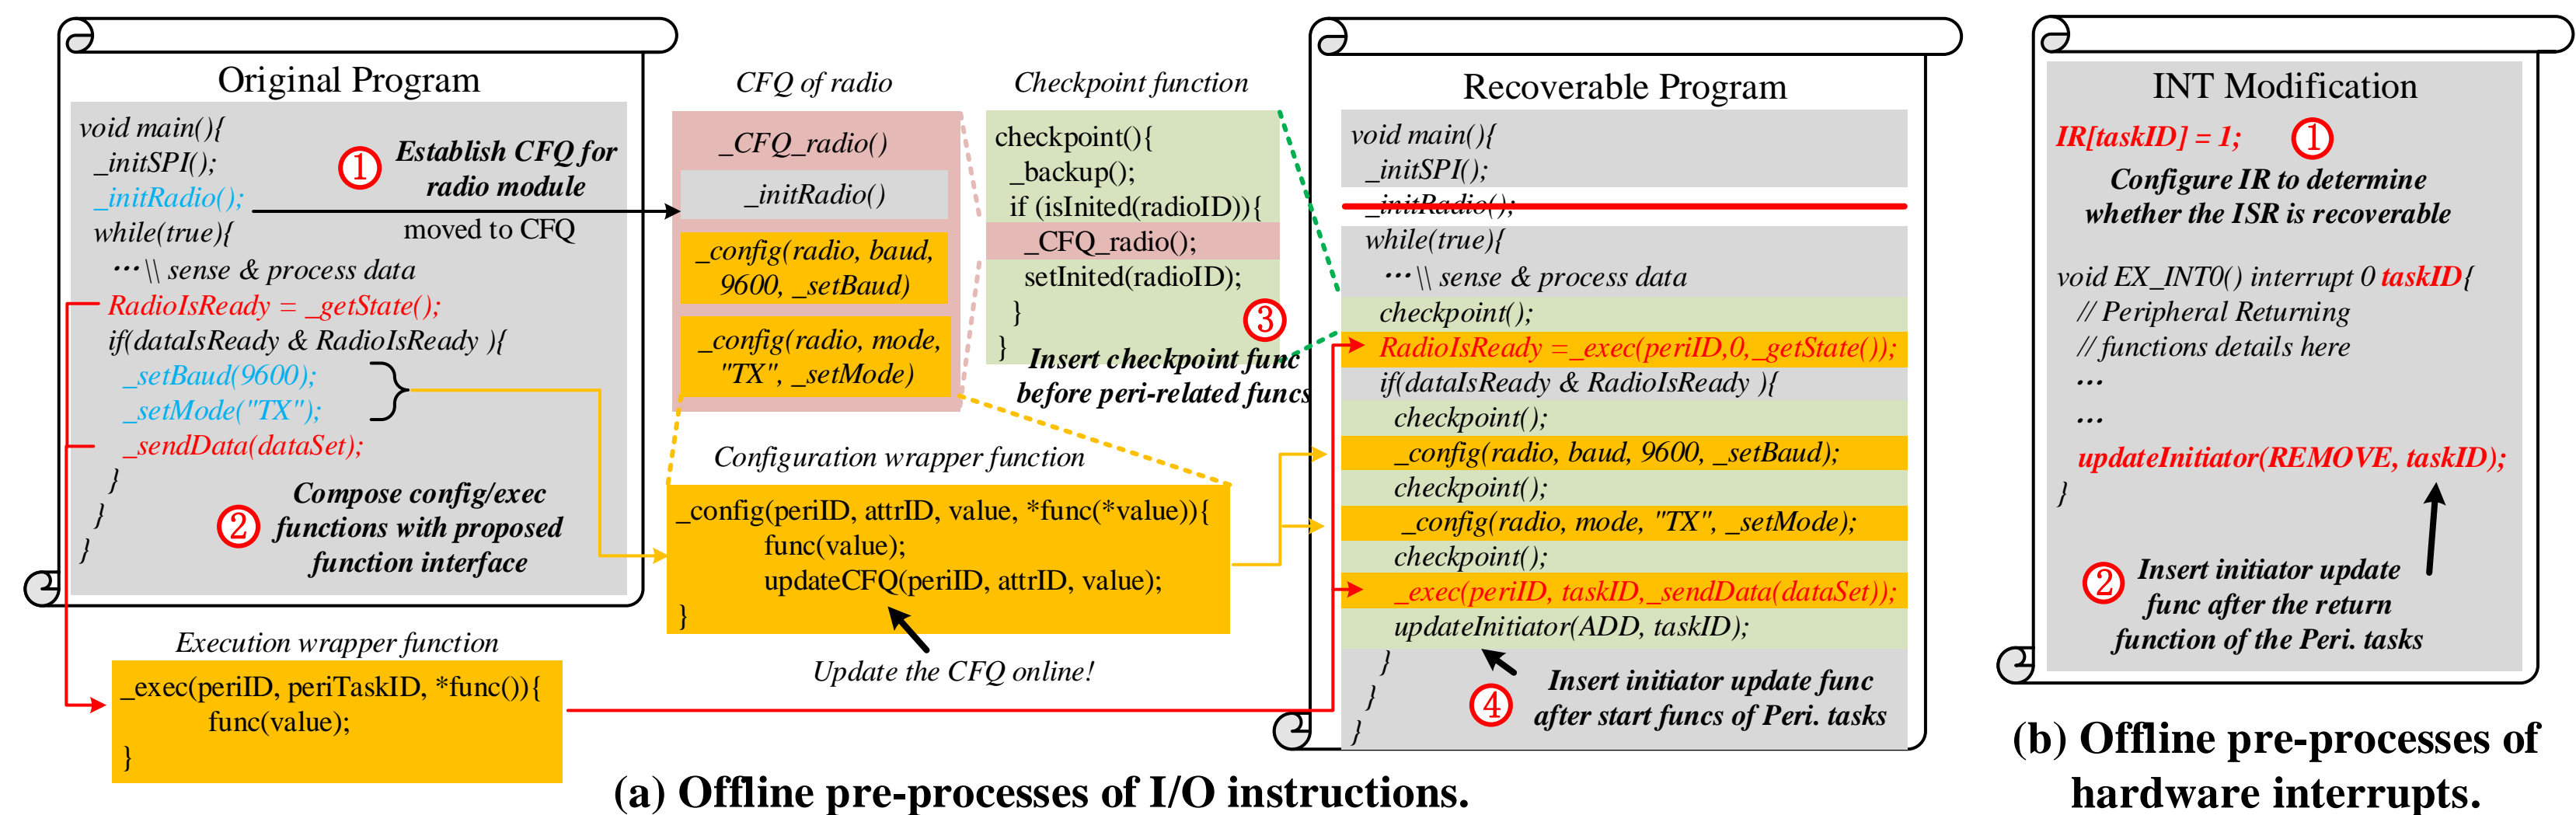 Original Program
void main(){
_initSPI();
_initRadio();
while(true){
···\\ sense & process data
RadioIsReady = _getState();
if(dataIsReady & RadioIsReady ){
_setBaud(9600);
_setMode("TX");
_sendData(dataSet);
}
}
}
① Establish CFQ for
radio module
moved to CFQ
② Compose config/exec
functions with proposed
function interface
Execution wrapper function
_exec(periID, periTaskID, *func()){
func(value);
}
CFQ of radio
_CFQ_radio()
_initRadio()
_config(radio, baud,
9600, _setBaud)
_config(radio, mode,
"TX", _setMode)
Checkpoint function
checkpoint(){
_backup();
if (isInited(radioID)){
_CFQ_radio();
setInited(radioID);
}
}
③
Insert checkpoint func
before peri-related funcs
Configuration wrapper function
_config(periID, attrID, value, *func(*value)){
func(value);
updateCFQ(periID, attrID, value);
}
Update the CFQ online!
Recoverable Program
void main(){
_initSPI();
_initRadio();
while(true){
···\\ sense & process data
checkpoint();
RadioIsReady =_exec(periID,0,_getState());
if(dataIsReady & RadioIsReady ){
checkpoint();
_config(radio, baud, 9600, _setBaud);
checkpoint();
_config(radio, mode, "TX", _setMode);
checkpoint();
_exec(periID, taskID,_sendData(dataSet));
updateInitiator(ADD, taskID);
}
}
}
④ Insert initiator update func
after start funcs of Peri. tasks
(a) Offline pre-processes of I/O instructions.
INT Modification
IR[taskID] = 1; ①
Configure IR to determine
whether the ISR is recoverable
void EX_INT0() interrupt 0 taskID{
// Peripheral Returning
// functions details here
···
···
updateInitiator(REMOVE, taskID);
}
② Insert initiator update
func after the return
function of the Peri. tasks
(b) Offline pre-processes of
hardware interrupts.